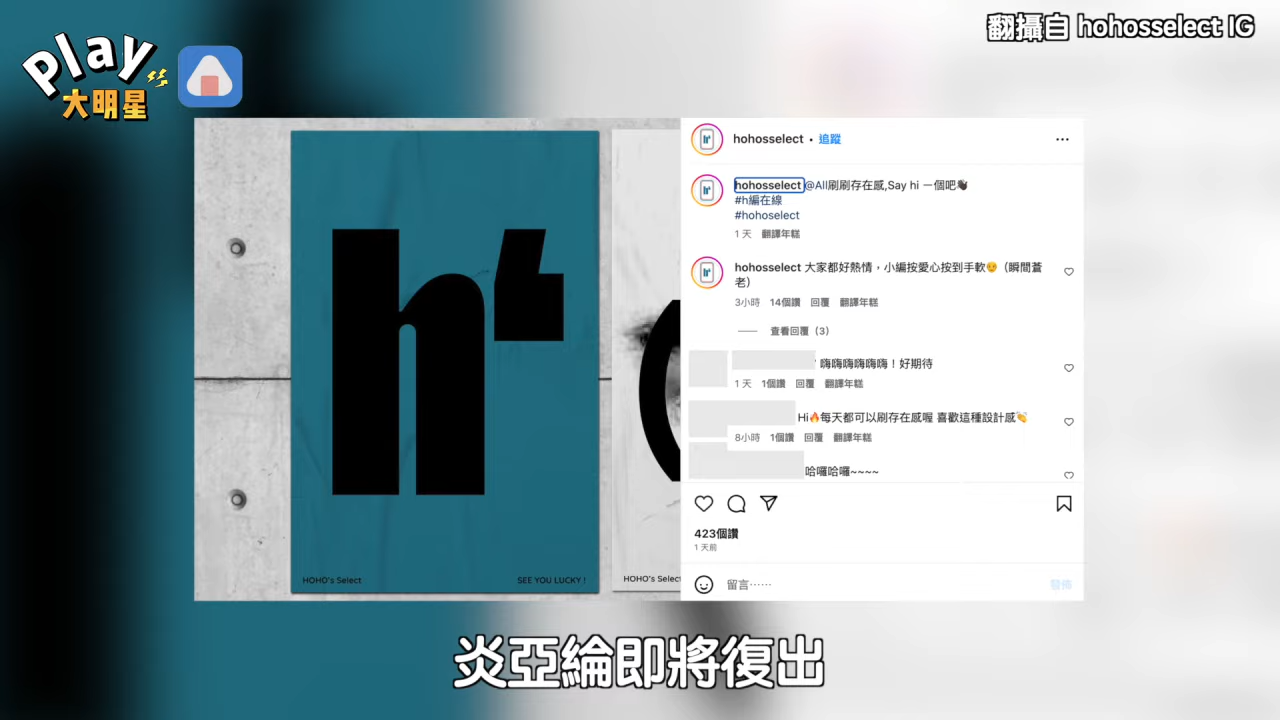 翻攝自 hohosselect IG
Play
大明星
h'
HOHO's Select
SEE YOU LUCKY !
HOHO's Select
hohosselect • 追蹤
hohosselect @All刷刷存在感,Say hi 一個吧👋🏿
#h編在線
#hohoselect
1 天 翻譯年糕
hohosselect 大家都好熱情，小編按愛心按到手軟☺️（瞬間蒼
老）
3小時 14個讚 回覆 翻譯年糕
查看回覆（3）
嗨嗨嗨嗨嗨嗨！好期待
1 天 1個讚 回覆 翻譯年糕
Hi🔥每天都可以刷存在感喔 喜歡這種設計感👏
8小時 1個讚 回覆 翻譯年糕
哈囉哈囉~~~~
423個讚
1 天前
留言⋯⋯
發佈
炎亞綸即將復出